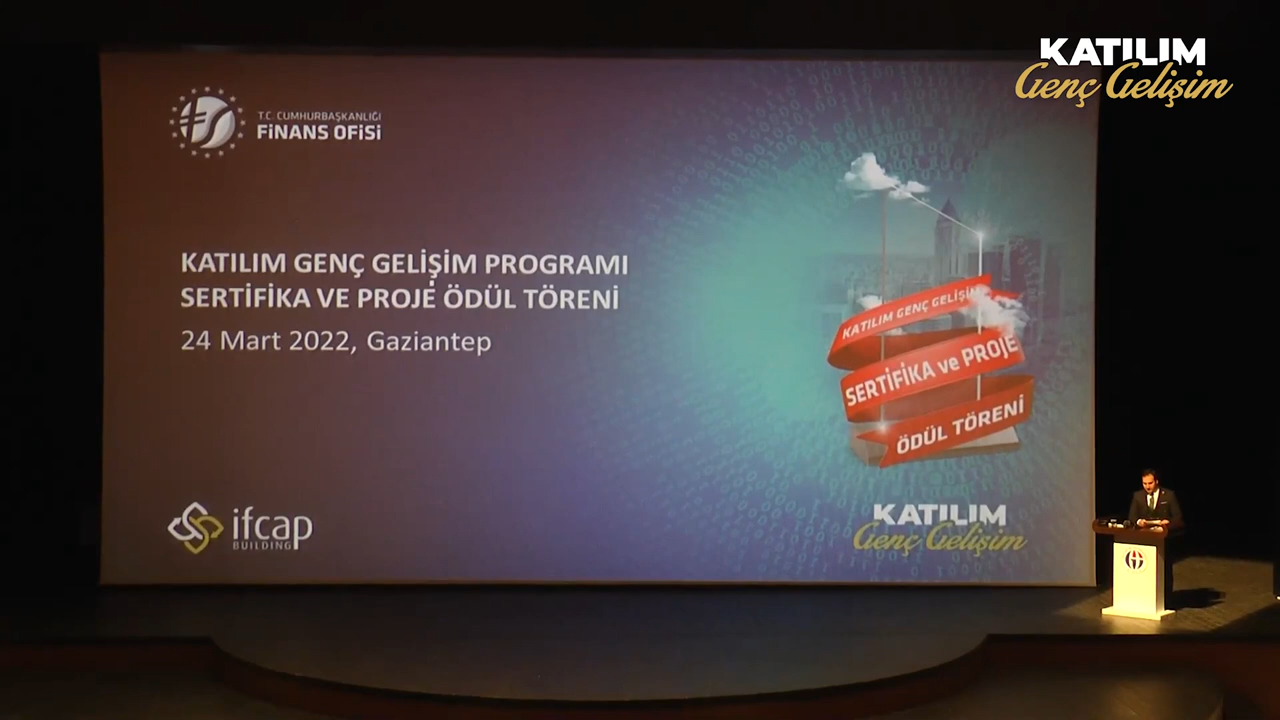 KATILIM
Genç Gelişim
T.C. CUMHURBAŞKANLIĞI
FİNANS OFİSİ
KATILIM GENÇ GELİŞİM PROGRAMI
SERTİFİKA VE PROJE ÖDÜL TÖRENİ
24 Mart 2022, Gaziantep
KATILIM GENÇ GELİŞİM
SERTİFİKA ve PROJE
ÖDÜL TÖRENİ
ifcap
BUILDING
KATILIM
Genç Gelişim